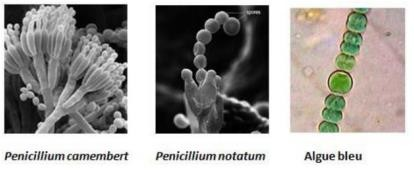 spores
Penicillium camembert
Penicillium notatum
Algue bleu